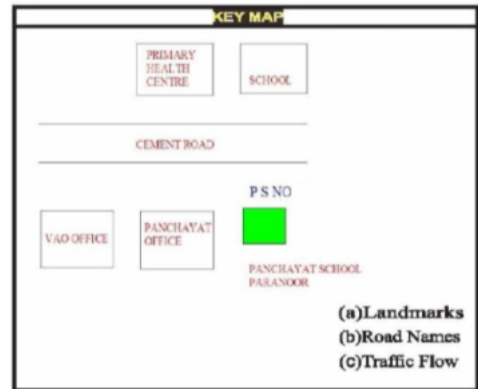 KEY MAP
PRIMARY
HEALTH
CENTRE
SCHOOL
CEMENT ROAD
P S NO
VAO OFFICE
PANCHAYAT
OFFICE
PANCHAYAT SCHOOL
PARANOOR
(a)Landmarks
(b)Road Names
(c)Traffic Flow